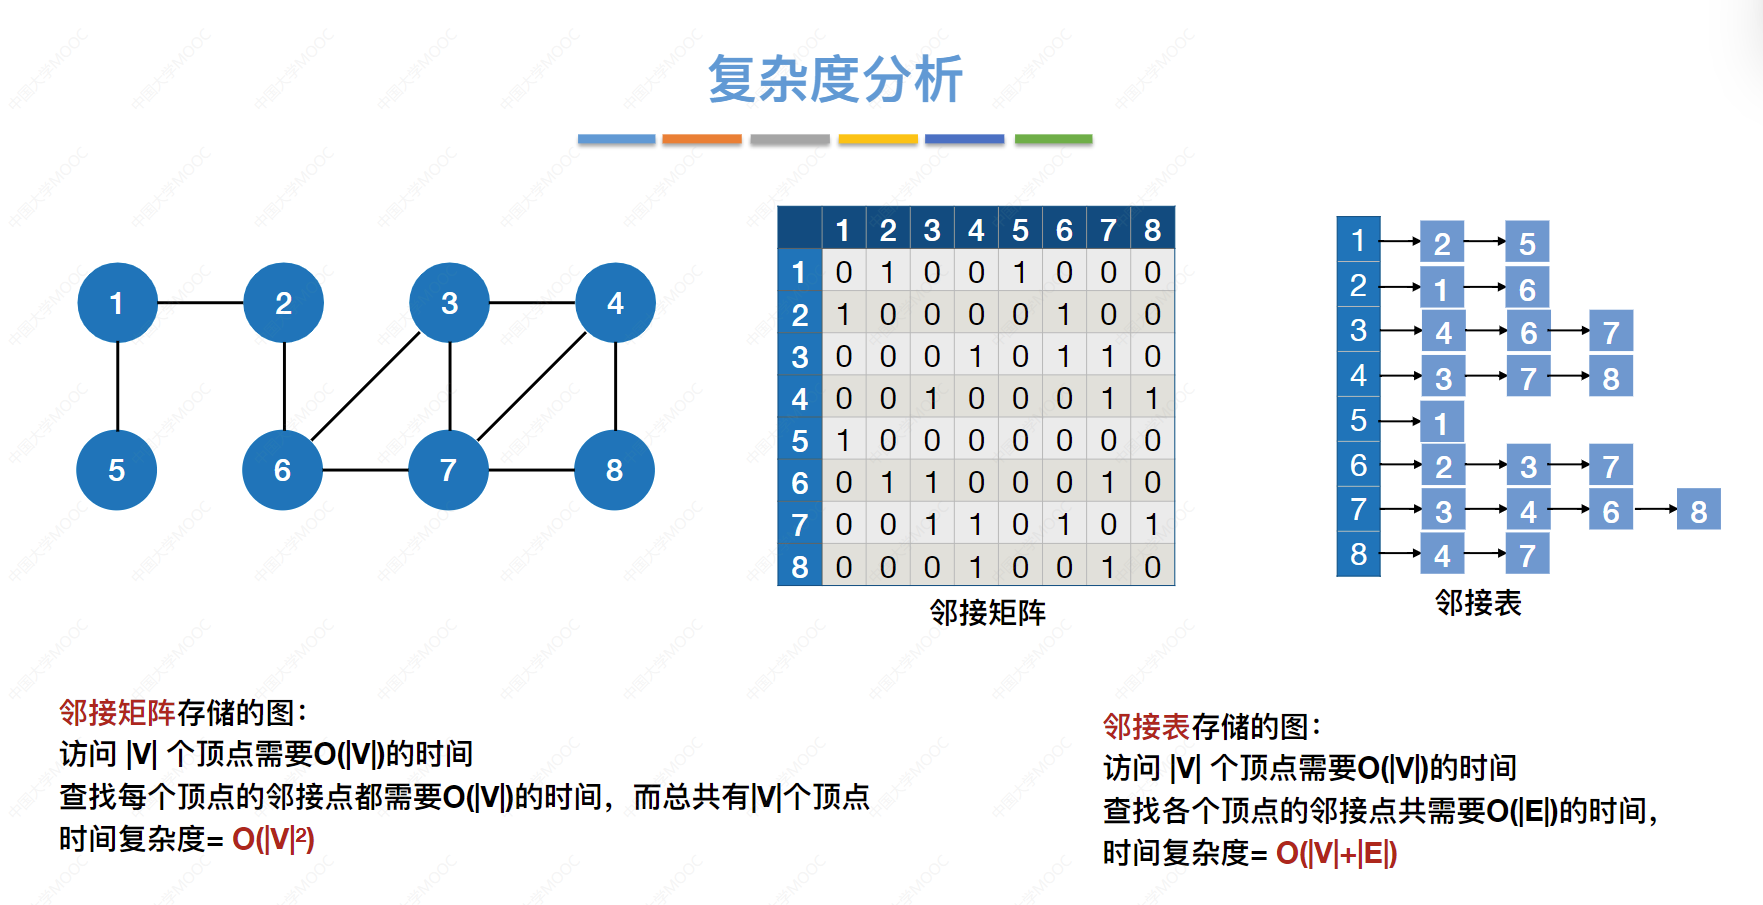 复杂度分析
1 2 3 4
5 6 7 8
1 2 3 4 5 6 7 8
1 0 1 0 0 1 0 0 0
2 1 0 0 0 0 1 0 0
3 0 0 0 1 0 1 1 0
4 0 0 1 0 0 0 1 1
5 1 0 0 0 0 0 0 0
6 0 1 1 0 0 0 1 0
7 0 0 1 1 0 1 0 1
8 0 0 0 1 0 0 1 0
邻接矩阵
1 2 5
2 1 6
3 4 6 7
4 3 7 8
5 1
6 2 3 7
7 3 4 6 8
8 4 7
邻接表
邻接矩阵存储的图：
访问 |V| 个顶点需要O(|V|)的时间
查找每个顶点的邻接点都需要O(|V|)的时间，而总共有|V|个顶点
时间复杂度= O(|V|²)
邻接表存储的图：
访问 |V| 个顶点需要O(|V|)的时间
查找各个顶点的邻接点共需要O(|E|)的时间，
时间复杂度= O(|V|+|E|)
中国大学MOOC